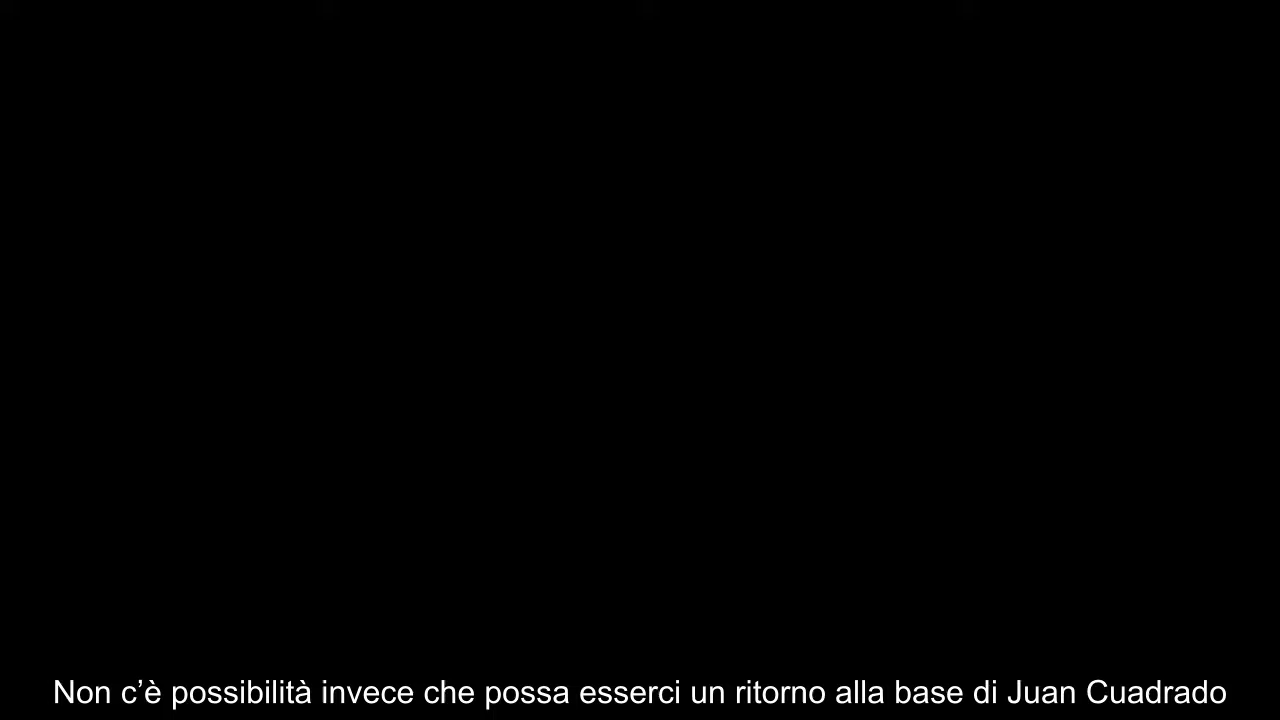 Non c’è possibilità invece che possa esserci un ritorno alla base di Juan Cuadrado